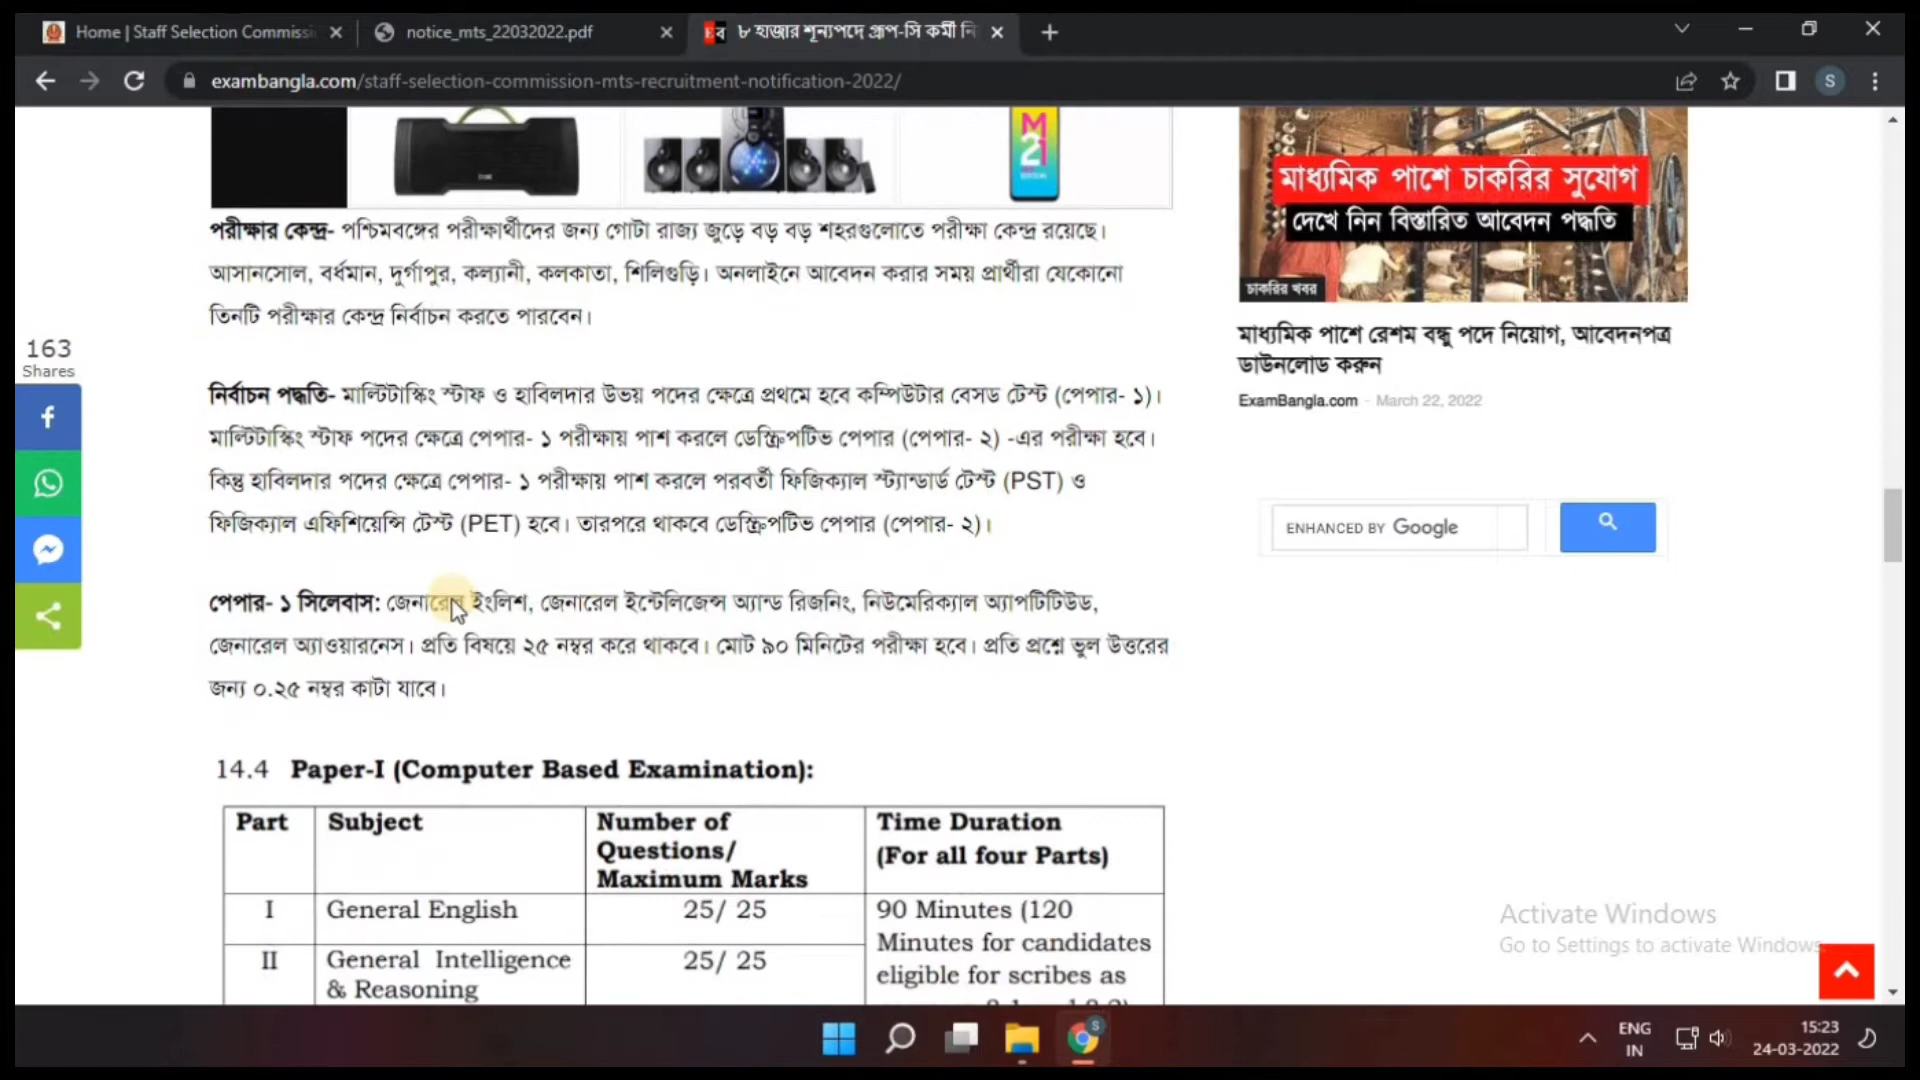 Home | Staff Selection Commissi
notice_mts_22032022.pdf
৮ হাজার শূন্যপদে গ্রুপ-সি কর্মী নি
exambangla.com/staff-selection-commission-mts-recruitment-notification-2022/
S
পরীক্ষার কেন্দ্র- পশ্চিমবঙ্গের পরীক্ষার্থীদের জন্য গোটা রাজ্য জুড়ে বড় বড় শহরগুলোতে পরীক্ষা কেন্দ্র রয়েছে।
আসানসোল, বর্ধমান, দুর্গাপুর, কল্যানী, কলকাতা, শিলিগুড়ি। অনলাইনে আবেদন করার সময় প্রার্থীরা যেকোনো
তিনটি পরীক্ষার কেন্দ্র নির্বাচন করতে পারবেন।
163
Shares
নির্বাচন পদ্ধতি- মাল্টিটাস্কিং স্টাফ ও হাবিলদার উভয় পদের ক্ষেত্রে প্রথমে হবে কম্পিউটার বেসড টেস্ট (পেপার- ১)।
মাল্টিটাস্কিং স্টাফ পদের ক্ষেত্রে পেপার- ১ পরীক্ষায় পাশ করলে ডেস্ক্রিপটিভ পেপার (পেপার- ২) -এর পরীক্ষা হবে।
কিন্তু হাবিলদার পদের ক্ষেত্রে পেপার- ১ পরীক্ষায় পাশ করলে পরবর্তী ফিজিক্যাল স্ট্যান্ডার্ড টেস্ট (PST) ও
ফিজিক্যাল এফিশিয়েন্সি টেস্ট (PET) হবে। তারপরে থাকবে ডেস্ক্রিপটিভ পেপার (পেপার- ২)।
পেপার- ১ সিলেবাস: জেনারেল ইংলিশ, জেনারেল ইন্টেলিজেন্স অ্যান্ড রিজনিং, নিউমেরিক্যাল অ্যাপটিটিউড,
জেনারেল অ্যাওয়ারনেস। প্রতি বিষয়ে ২৫ নম্বর করে থাকবে। মোট ৯০ মিনিটের পরীক্ষা হবে। প্রতি প্রশ্নে ভুল উত্তরের
জন্য ০.২৫ নম্বর কাটা যাবে।
14.4 Paper-I (Computer Based Examination):
Part Subject Number of Questions/ Maximum Marks Time Duration (For all four Parts)
I General English 25/ 25 90 Minutes (120
Minutes for candidates
II General Intelligence 25/ 25 eligible for scribes as
& Reasoning
মাধ্যমিক পাশে চাকরির সুযোগ
দেখে নিন বিস্তারিত আবেদন পদ্ধতি
চাকরির খবর
মাধ্যমিক পাশে রেশম বন্ধু পদে নিয়োগ, আবেদনপত্র
ডাউনলোড করুন
ExamBangla.com - March 22, 2022
ENHANCED BY Google
Activate Windows
Go to Settings to activate Windows.
ENG
IN
15:23
24-03-2022